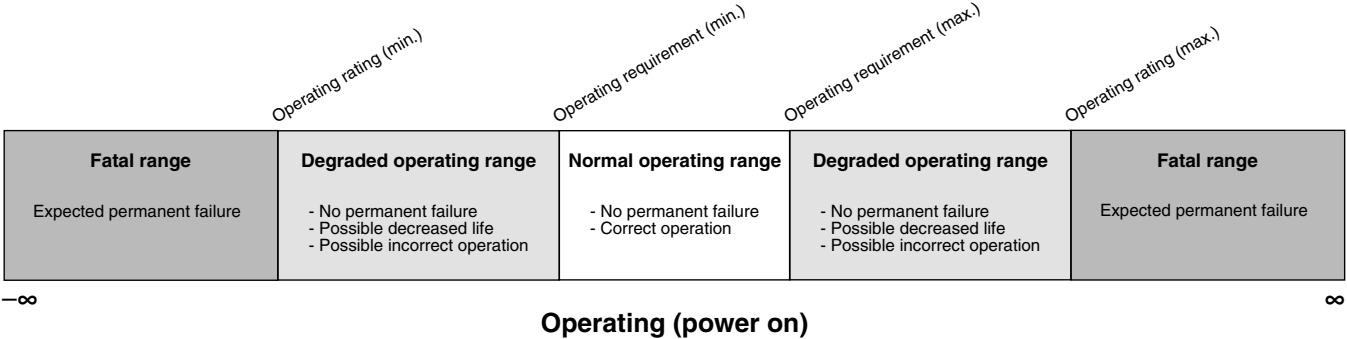 Operating rating (min.)
Operating requirement (min.)
Operating requirement (max.)
Operating rating (max.)
Fatal range
Expected permanent failure
Degraded operating range
- No permanent failure
- Possible decreased life
- Possible incorrect operation
Normal operating range
- No permanent failure
- Correct operation
Degraded operating range
- No permanent failure
- Possible decreased life
- Possible incorrect operation
Fatal range
Expected permanent failure
–∞
∞
Operating (power on)